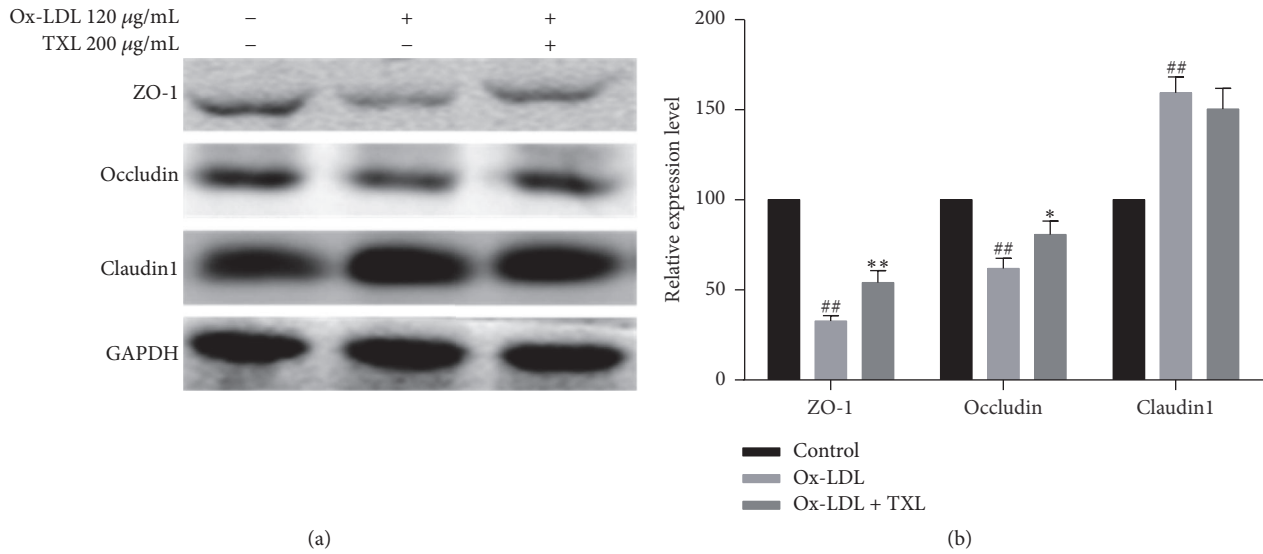 Ox-LDL 120 μg/mL − + +
TXL 200 μg/mL − − +
ZO-1
Occludin
Claudin1
GAPDH
(a)
Relative expression level
200
150
100
50
0
##
**
##
*
##
ZO-1 Occludin Claudin1
Control
Ox-LDL
Ox-LDL + TXL
(b)